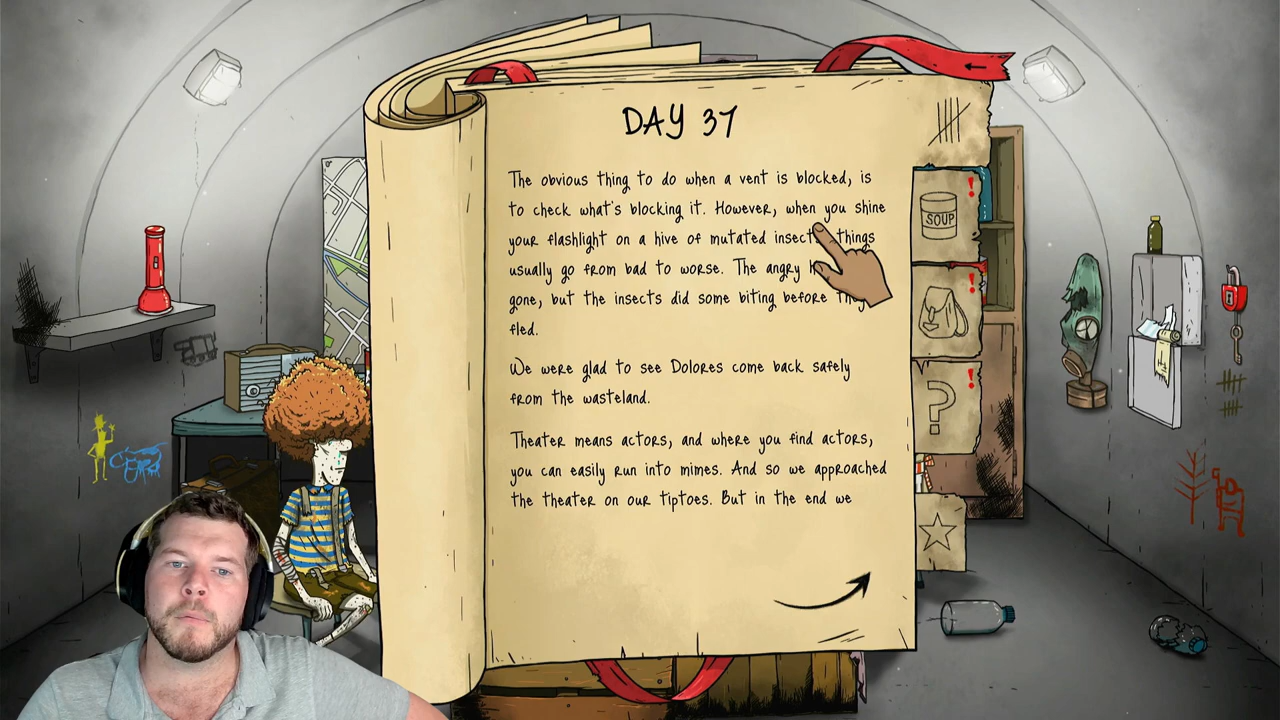 DAY 37
The obvious thing to do when a vent is blocked, is
to check what's blocking it. However, when you shine
your flashlight on a hive of mutated insects things
usually go from bad to worse. The angry
gone, but the insects did some biting before they
fled.
We were glad to see Dolores come back safely
from the wasteland.
Theater means actors, and where you find actors,
you can easily run into mimes. And so we approached
the theater on our tiptoes. But in the end we
!
SOUP
!
!
?